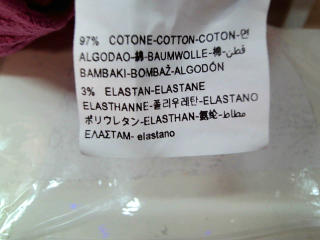 97% COTONE-COTTON-COTON-면
ALGODAO-綿-BAUMWOLLE-棉-قطن-
BAMBAKI-BOMBAŽ-ALGODÓN
3% ELASTAN-ELASTANE
ELASTHANNE-폴리우레탄-ELASTANO
ポリウレタン-ELASTHAN-氨纶-مطاط-
ΕΛΑΣΤΑΜ- elastano